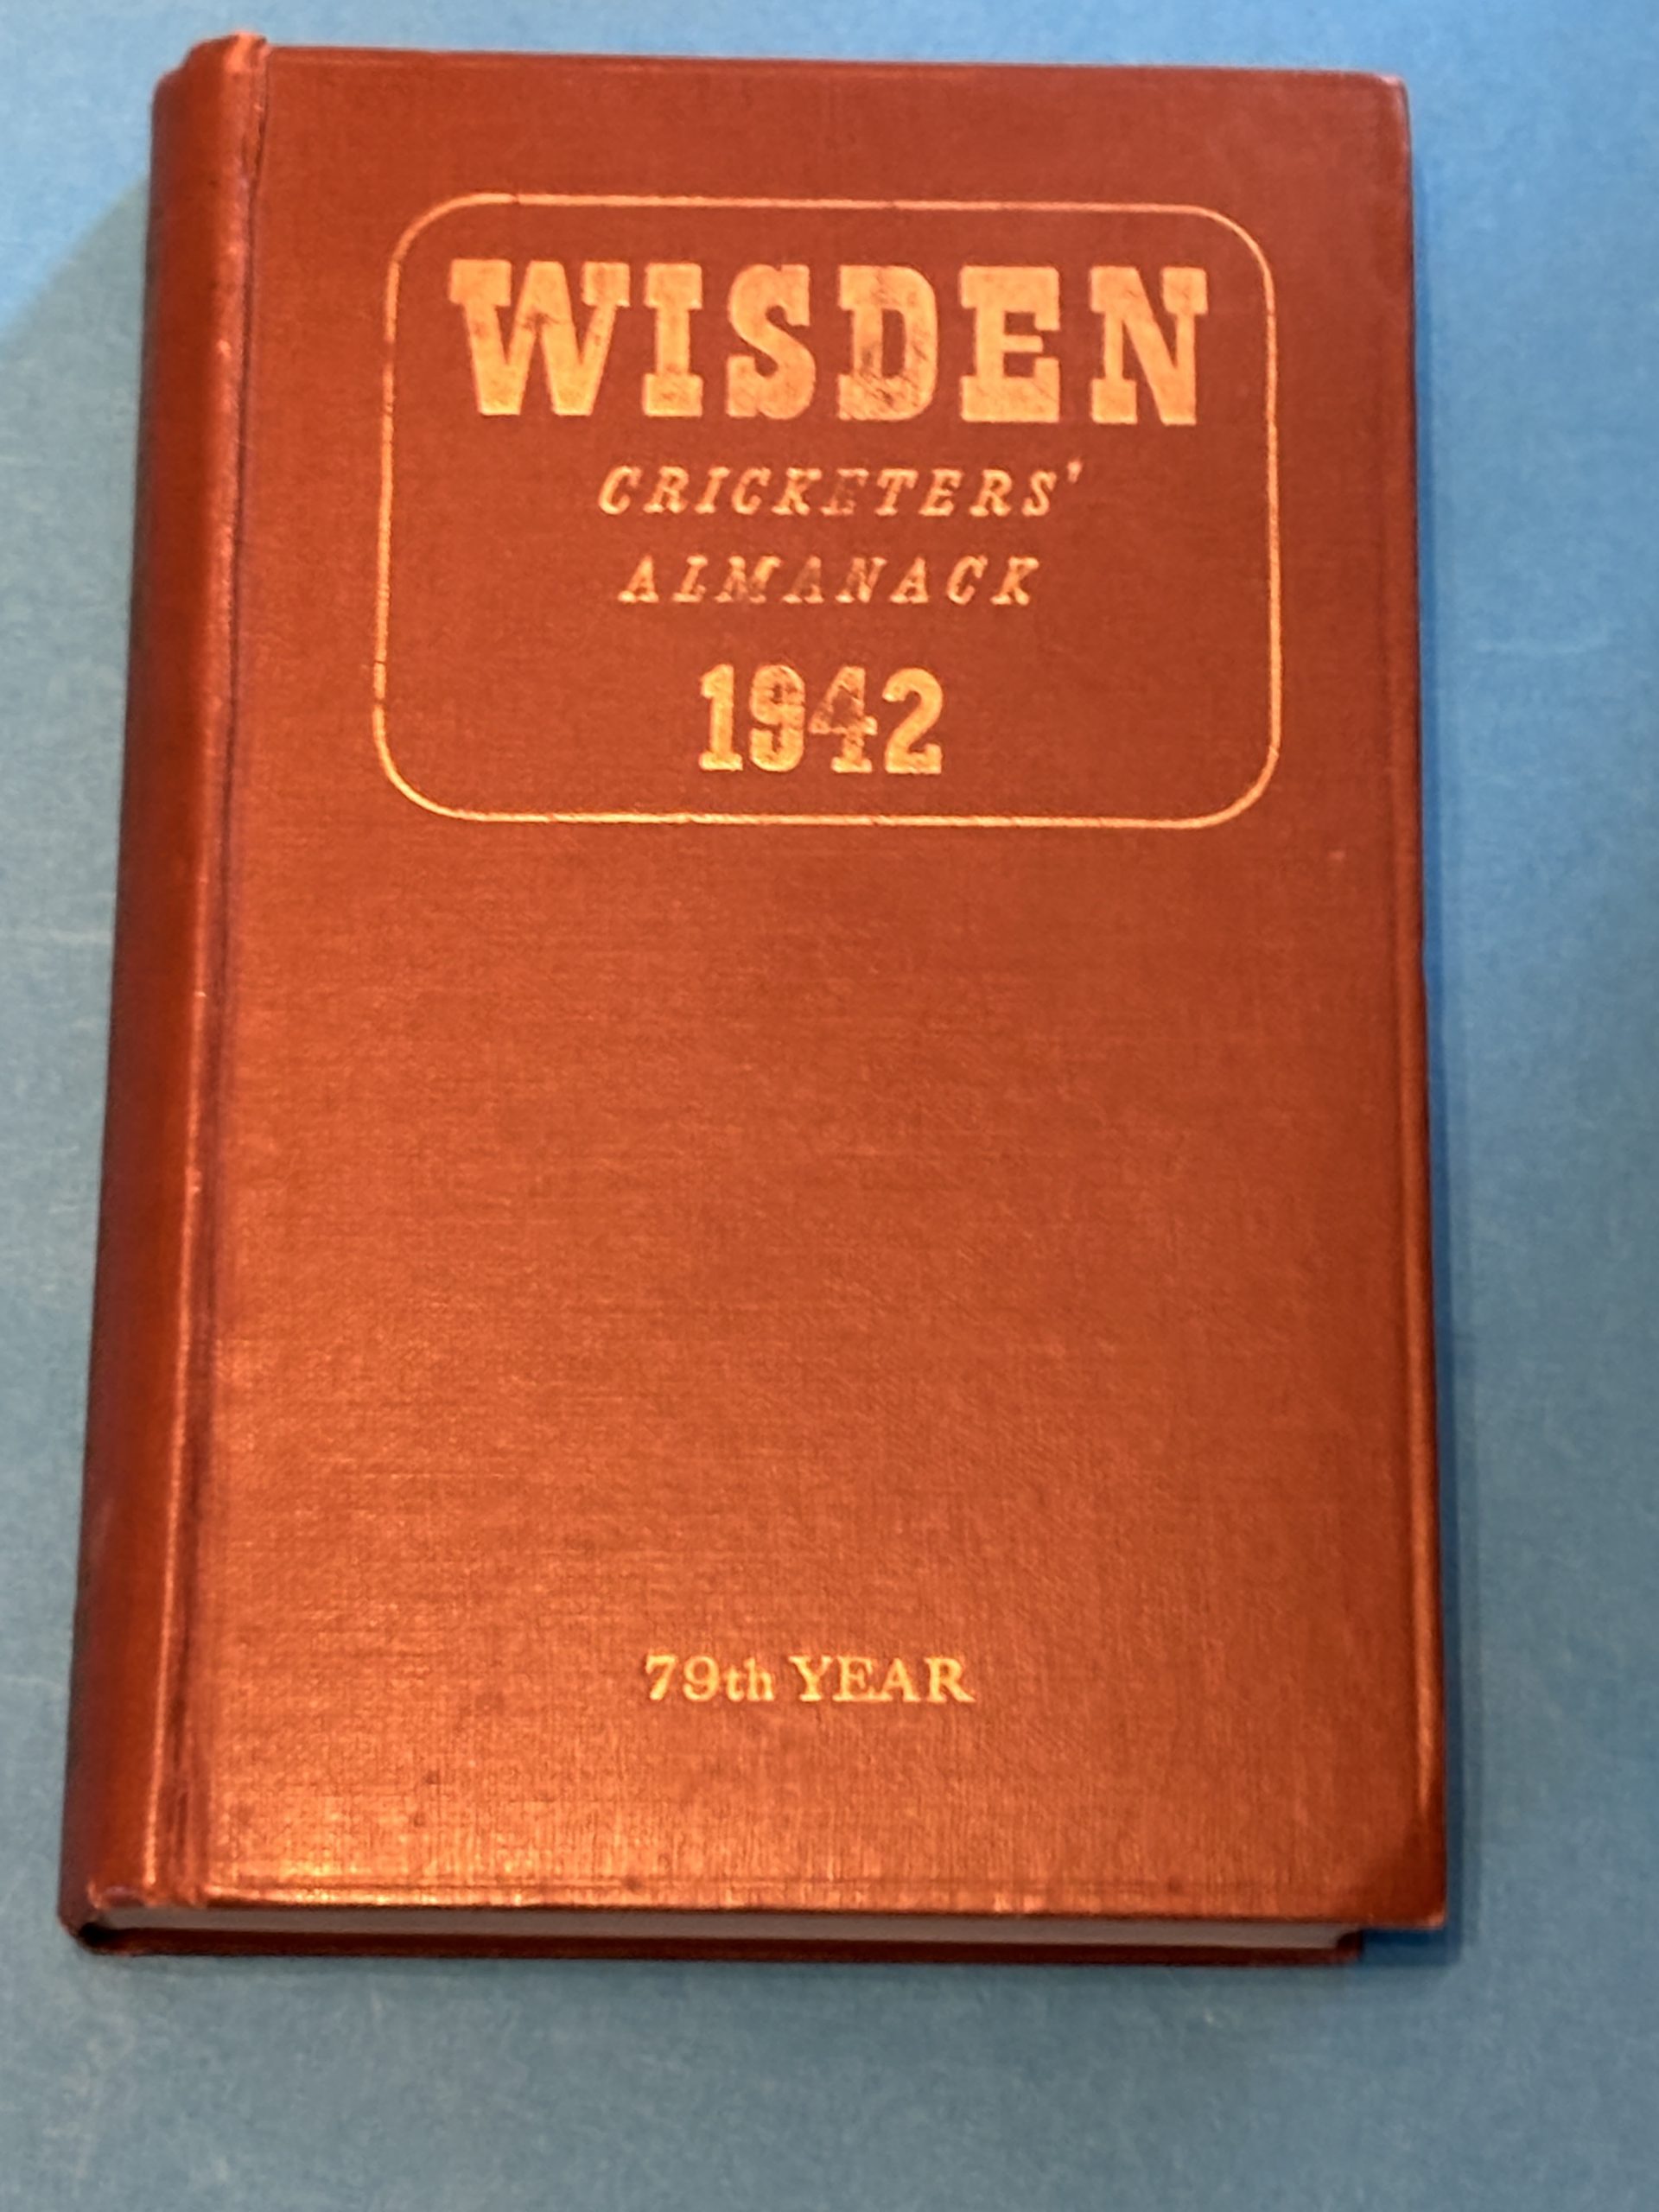 WISDEN
CRICKETERS'
ALMANACK
1942
79th YEAR